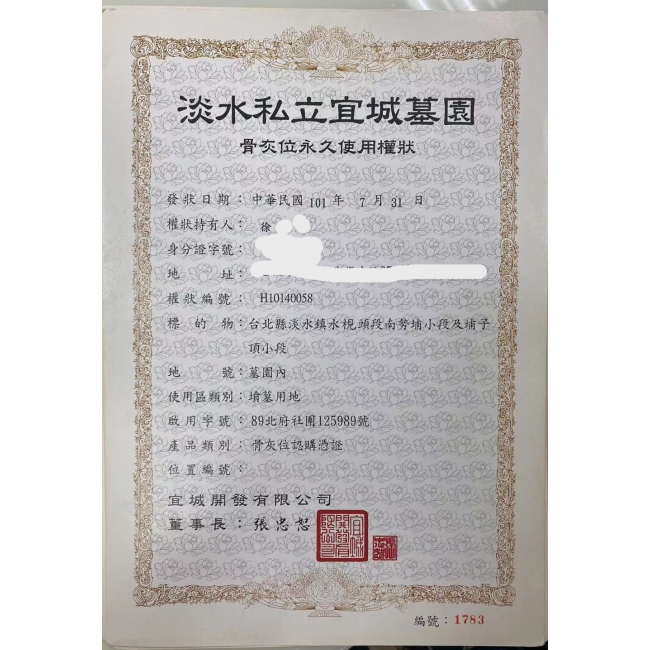 淡水私立宜城墓園
骨灰位永久使用權狀
發狀日期：中華民國 101 年 7 月 31 日
權狀持有人：徐
身分證字號：
地址：
權狀編號：H10140058
標的物：台北縣淡水鎮水梘頭段南勢埔小段及埔子
頂小段
地號：墓園內
使用區類別：墳墓用地
啟用字號：89北府社團125989號
產品類別：骨灰位認購憑證
位置編號：
宜城開發有限公司
董事長：張忠恕
編號：1783